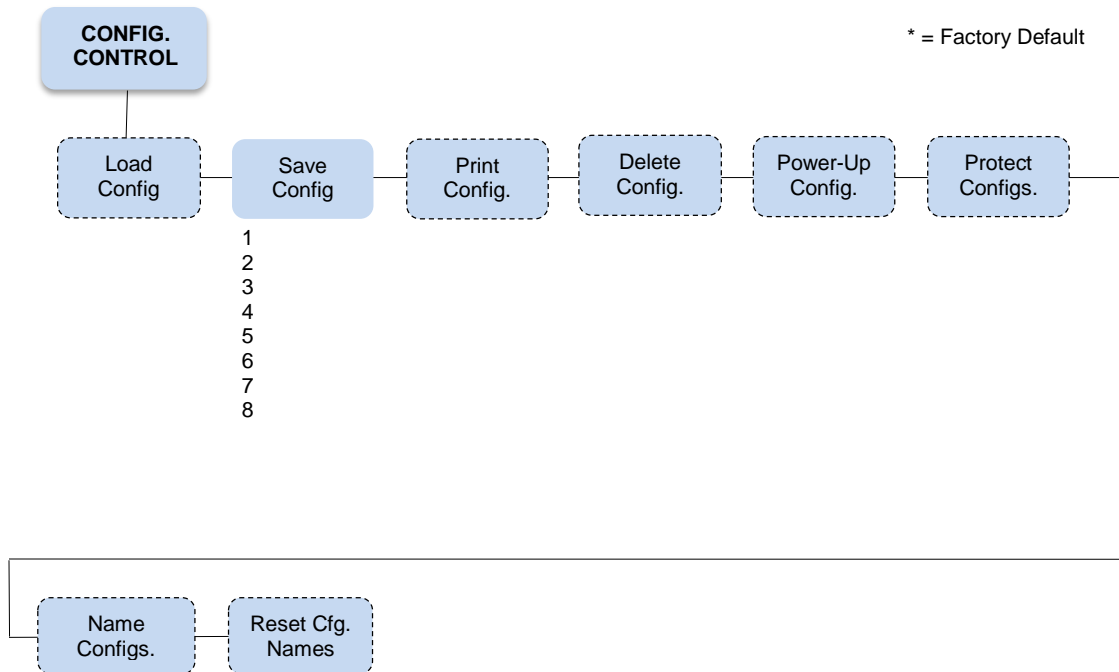 CONFIG.
CONTROL
* = Factory Default
Load
Config
Save
Config
Print
Config.
Delete
Config.
Power-Up
Config.
Protect
Configs.
1
2
3
4
5
6
7
8
Name
Configs.
Reset Cfg.
Names